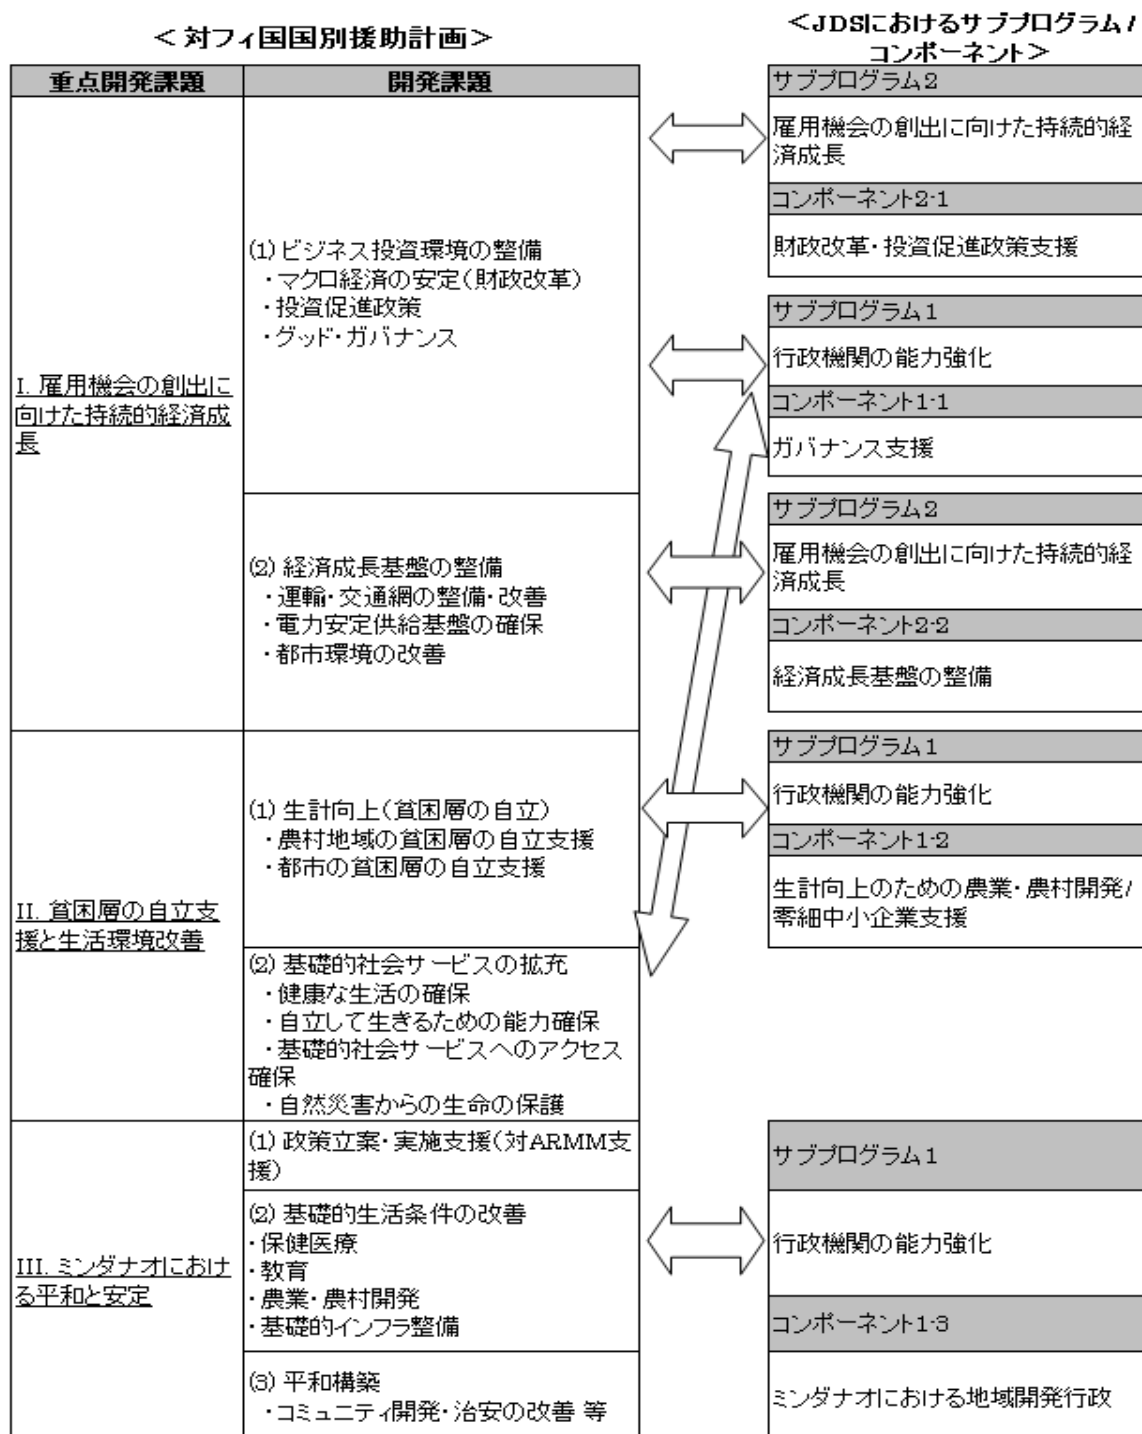 ＜対フィ国国別援助計画＞
＜JDSにおけるサブプログラム/
コンポーネント＞
重点開発課題
開発課題
I. 雇用機会の創出に
向けた持続的経済成
長
(1) ビジネス投資環境の整備
・マクロ経済の安定(財政改革)
・投資促進政策
・グッド・ガバナンス
(2) 経済成長基盤の整備
・運輸・交通網の整備・改善
・電力安定供給基盤の確保
・都市環境の改善
II. 貧困層の自立支
援と生活環境改善
(1) 生計向上(貧困層の自立)
・農村地域の貧困層の自立支援
・都市の貧困層の自立支援
(2) 基礎的社会サービスの拡充
・健康な生活の確保
・自立して生きるための能力確保
・基礎的社会サービスへのアクセス
確保
・自然災害からの生命の保護
III. ミンダナオにおけ
る平和と安定
(1) 政策立案・実施支援(対ARMM支
援)
(2) 基礎的生活条件の改善
・保健医療
・教育
・農業・農村開発
・基礎的インフラ整備
(3) 平和構築
・コミュニティ開発・治安の改善 等
サブプログラム2
雇用機会の創出に向けた持続的経
済成長
コンポーネント2-1
財政改革・投資促進政策支援
サブプログラム1
行政機関の能力強化
コンポーネント1-1
ガバナンス支援
サブプログラム2
雇用機会の創出に向けた持続的経
済成長
コンポーネント2-2
経済成長基盤の整備
サブプログラム1
行政機関の能力強化
コンポーネント1-2
生計向上のための農業・農村開発/
零細中小企業支援
サブプログラム1
行政機関の能力強化
コンポーネント1-3
ミンダナオにおける地域開発行政